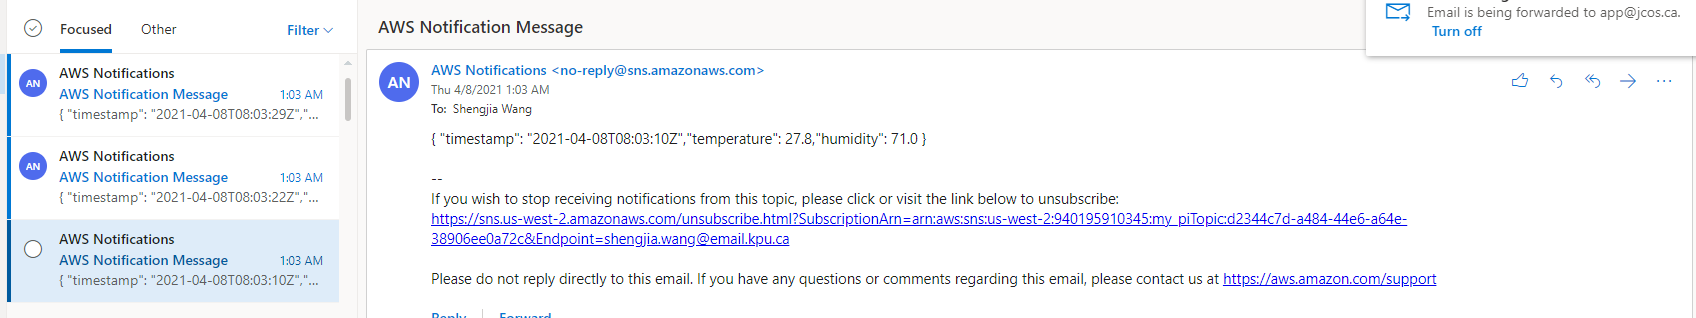 Focused
Other
Filter
AN
AWS Notifications
AWS Notification Message
1:03 AM
{ "timestamp": "2021-04-08T08:03:29Z","...
AN
AWS Notifications
AWS Notification Message
1:03 AM
{ "timestamp": "2021-04-08T08:03:22Z","...
AWS Notifications
AWS Notification Message
1:03 AM
{ "timestamp": "2021-04-08T08:03:10Z","...
AWS Notification Message
Email is being forwarded to app@jcos.ca.
Turn off
AN
AWS Notifications <no-reply@sns.amazonaws.com>
Thu 4/8/2021 1:03 AM
To: Shengjia Wang
{ "timestamp": "2021-04-08T08:03:10Z","temperature": 27.8,"humidity": 71.0 }
--
If you wish to stop receiving notifications from this topic, please click or visit the link below to unsubscribe:
https://sns.us-west-2.amazonaws.com/unsubscribe.html?SubscriptionArn=arn:aws:sns:us-west-2:940195910345:my_piTopic:d2344c7d-a484-44e6-a64e-
38906ee0a72c&Endpoint=shengjia.wang@email.kpu.ca
Please do not reply directly to this email. If you have any questions or comments regarding this email, please contact us at https://aws.amazon.com/support
Reply
Forward